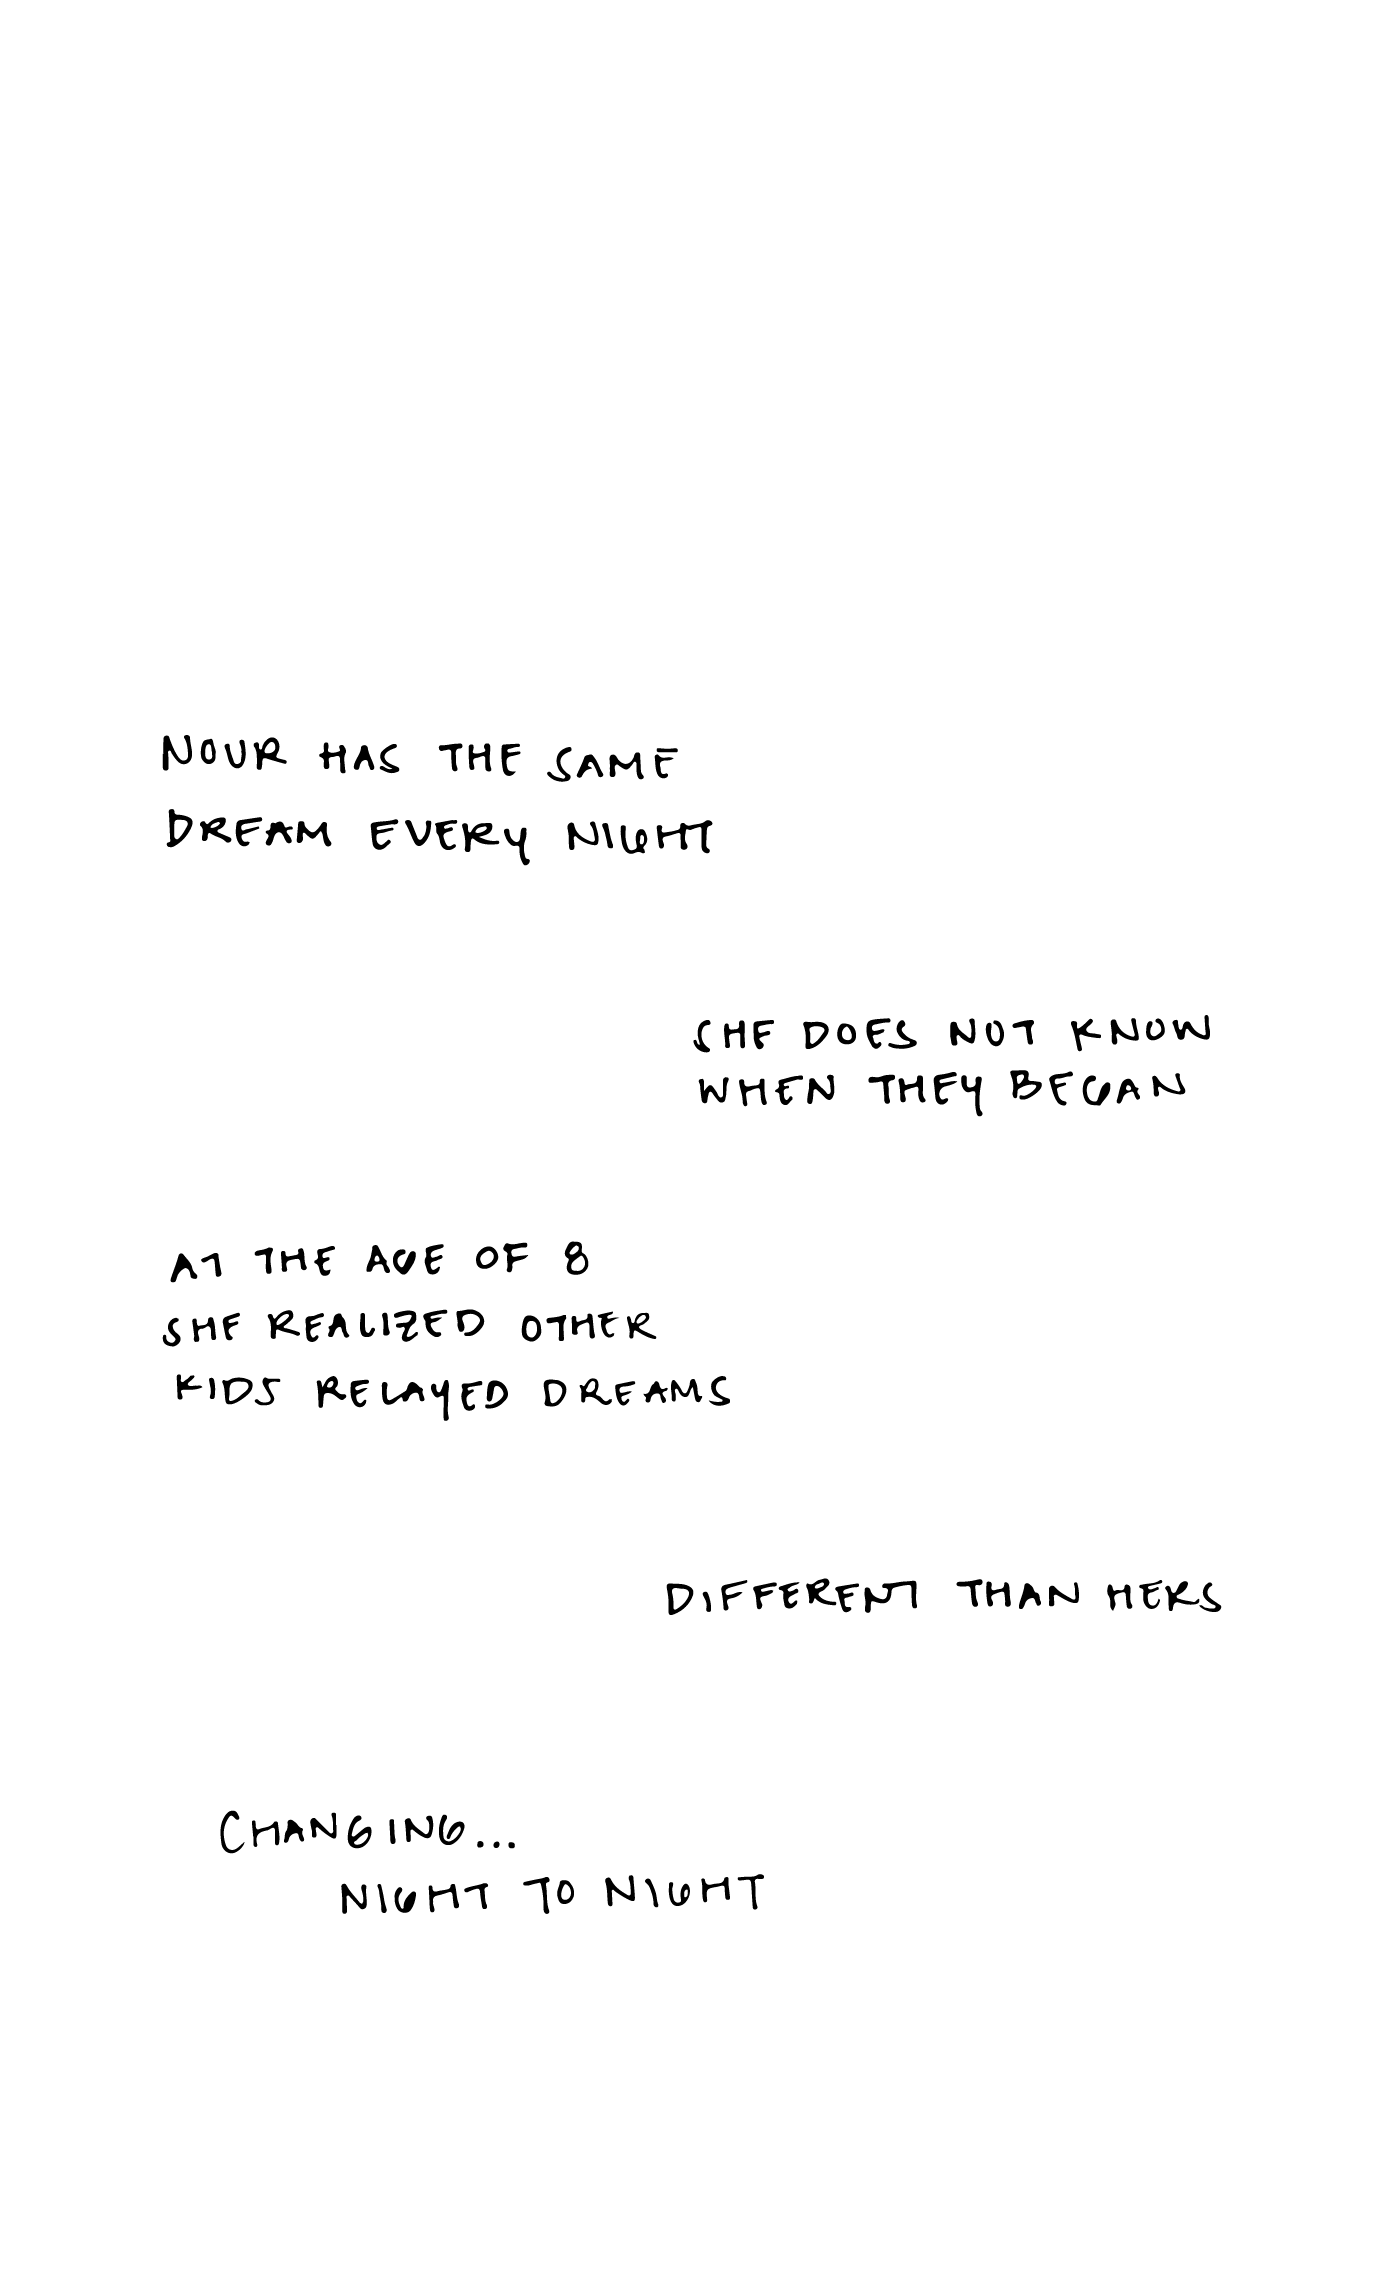 NOUR HAS THE SAME
DREAM EVERY NIGHT
SHE DOES NOT KNOW
WHEN THEY BEGAN
AT THE AGE OF 8
SHE REALIZED OTHER
KIDS RELAYED DREAMS
DIFFERENT THAN HERS
CHANGING...
NIGHT TO NIGHT